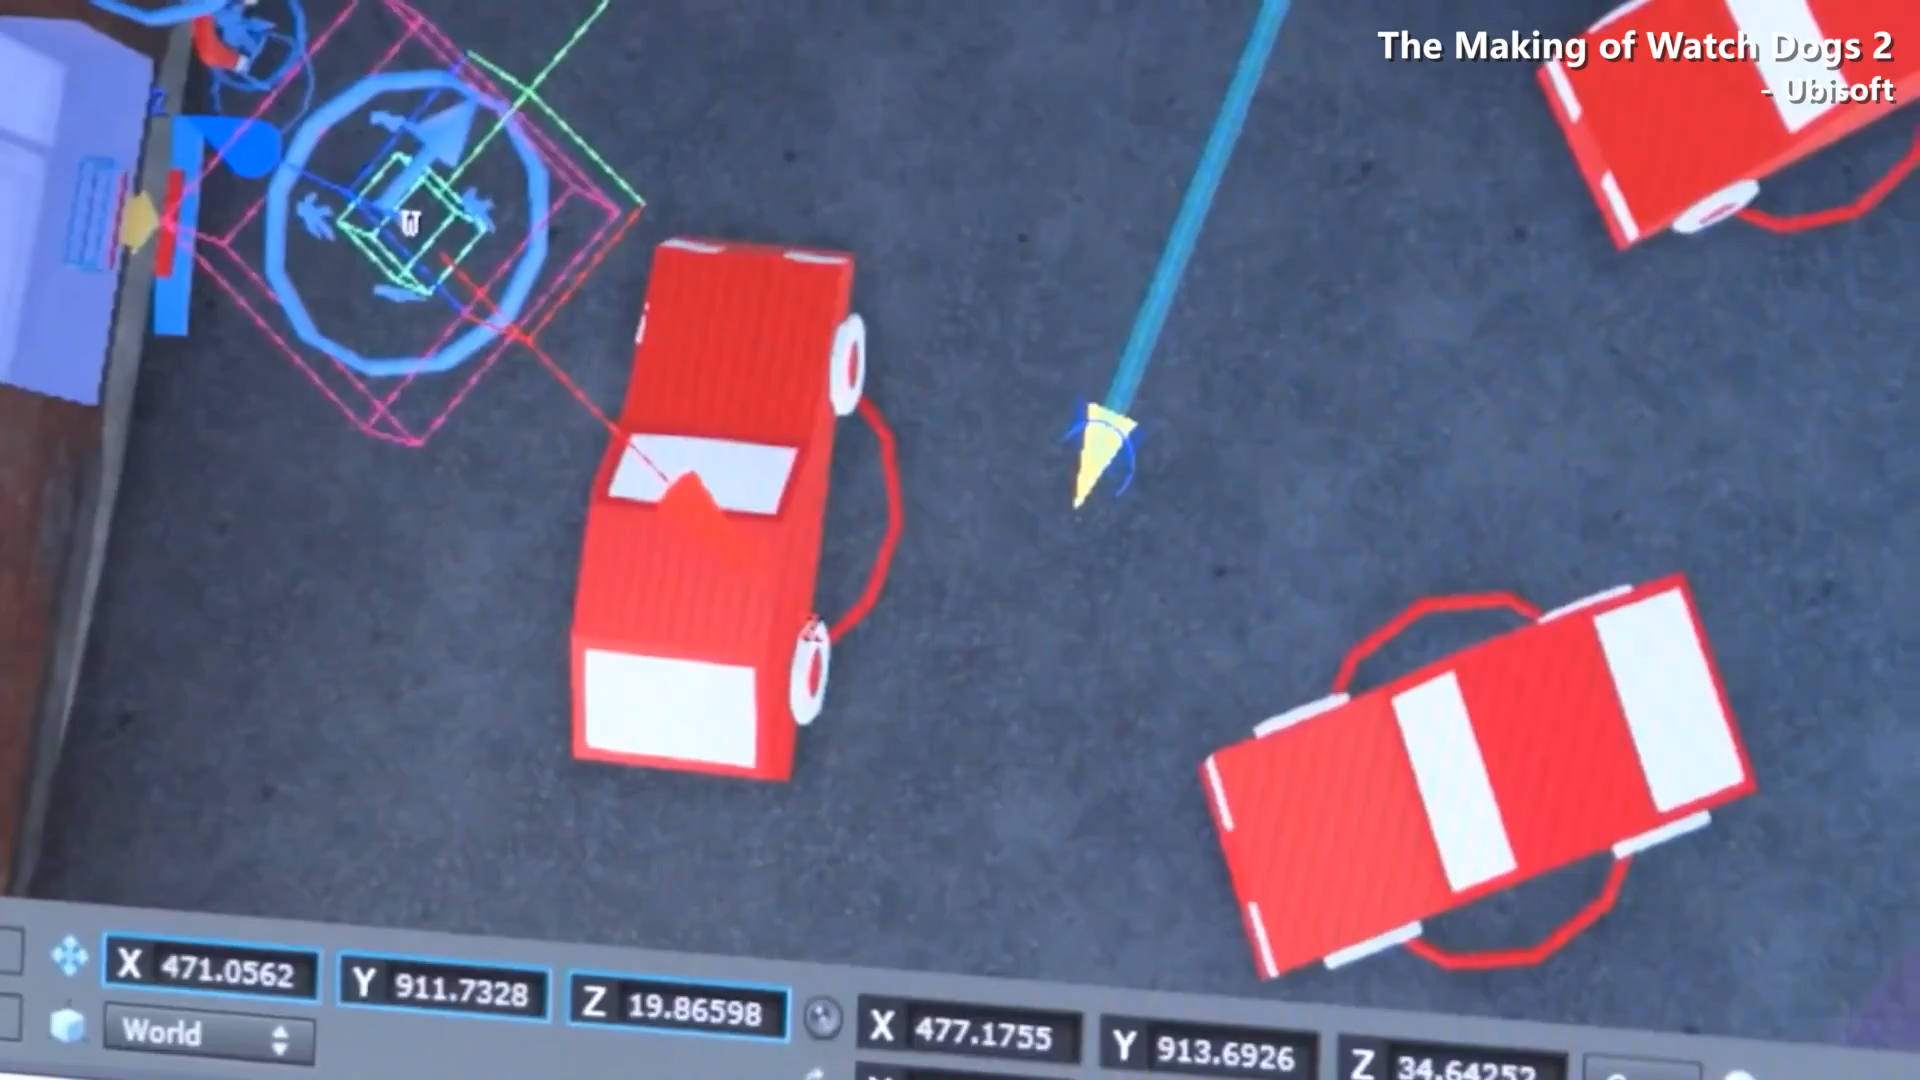 The Making of Watch Dogs 2
- Ubisoft
W
X 471.0562 Y 911.7328 Z 19.86598 X 477.1755 Y 913.6926 Z 34.64252
World